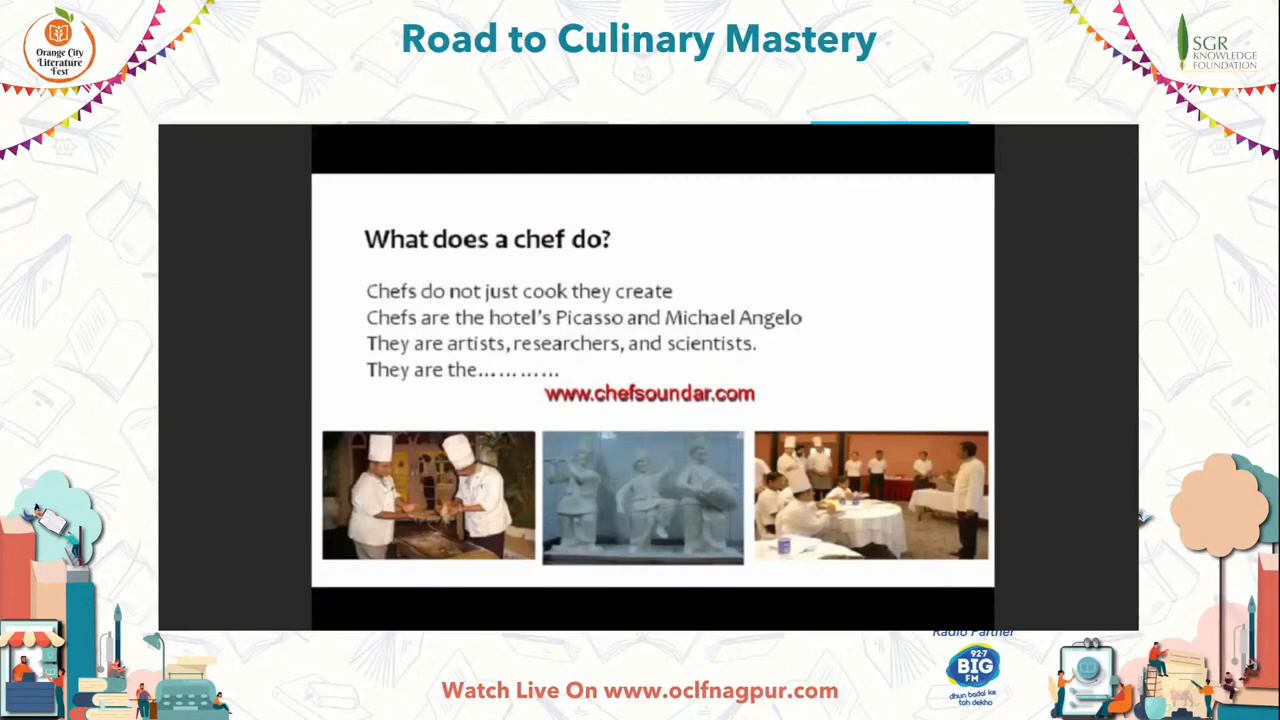 Road to Culinary Mastery
Orange City
Literature
Fest
SGR
KNOWLEDGE
FOUNDATION
What does a chef do?
Chefs do not just cook they create
Chefs are the hotel's Picasso and Michael Angelo
They are artists, researchers, and scientists.
They are the…………
www.chefsoundar.com
Radio Partner
92·7
BIG
FM
dhun badal ke
toh dekho
Watch Live On www.oclfnagpur.com